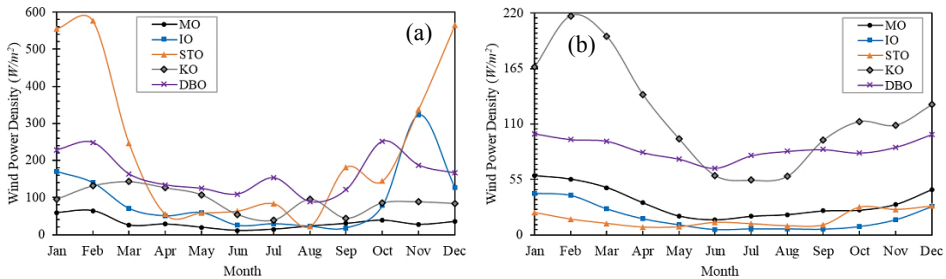 (a)
MO
IO
STO
KO
DBO
Wind Power Density (W/m²)
600
500
400
300
200
100
0
Jan Feb Mar Apr May Jun Jul Aug Sep Oct Nov Dec
Month
(b)
MO
IO
STO
KO
DBO
Wind Power Density (W/m²)
220
165
110
55
0
Jan Feb Mar Apr May Jun Jul Aug Sep Oct Nov Dec
Month